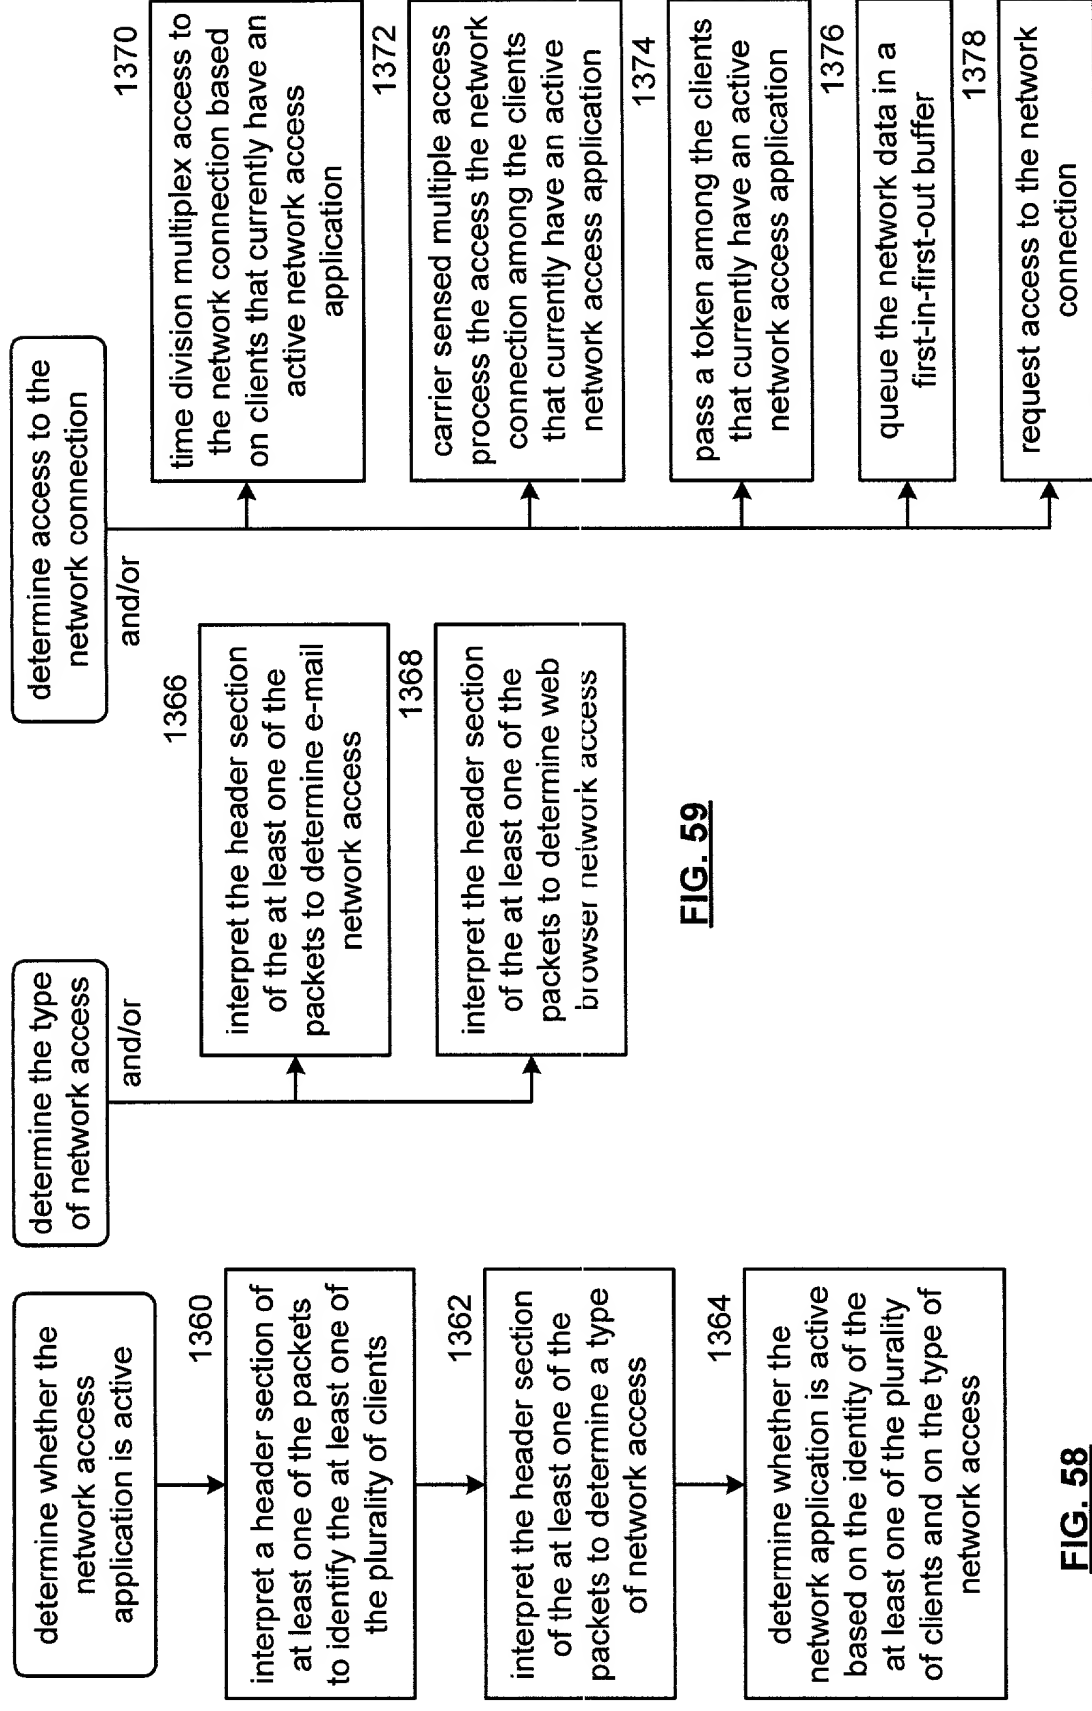 determine whether the
network access
application is active
1360
interpret a header section of
at least one of the packets
to identify the at least one of
the plurality of clients
1362
interpret the header section
of the at least one of the
packets to determine a type
of network access
1364
determine whether the
network application is active
based on the identity of the
at least one of the plurality
of clients and on the type of
network access
FIG. 58
determine the type
of network access
and/or
1366
interpret the header section
of the at least one of the
packets to determine e-mail
network access
1368
interpret the header section
of the at least one of the
packets to determine web
browser network access
FIG. 59
determine access to the
network connection
and/or
1370
time division multiplex access to
the network connection based
on clients that currently have an
active network access
application
1372
carrier sensed multiple access
process the access the network
connection among the clients
that currently have an active
network access application
1374
pass a token among the clients
that currently have an active
network access application
1376
queue the network data in a
first-in-first-out buffer
1378
request access to the network
connection